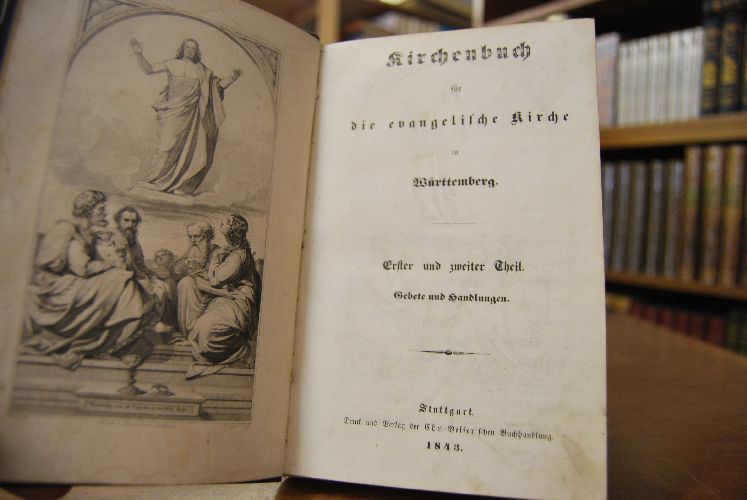 Kirchenbuch
für
die evangelische Kirche
in
Württemberg.
Erster und zweiter Theil.
Gebete und Handlungen.
Stuttgart.
Druck und Verlag der Chr. Belser'schen Buchhandlung.
1843.